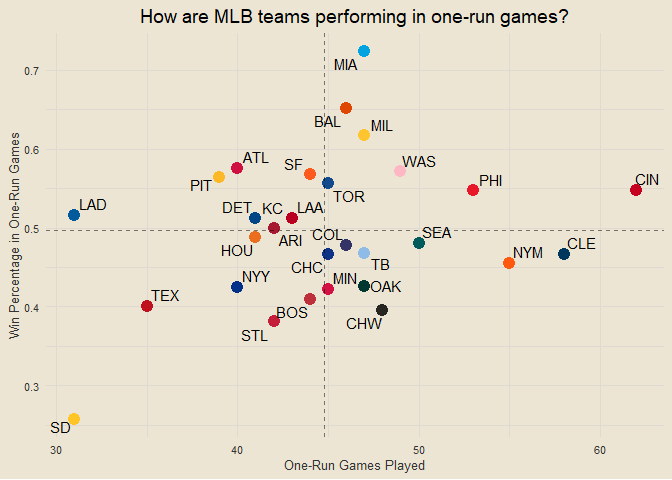 How are MLB teams performing in one-run games?
Win Percentage in One-Run Games
0.7
0.6
0.5
0.4
0.3
MIA
BAL
MIL
WAS
ATL
SF
PIT
TOR
PHI
CIN
LAD
DET
KC
LAA
HOU
ARI
COL
SEA
CHC
TB
NYM
CLE
NYY
MIN
OAK
TEX
BOS
CHW
STL
SD
30
40
50
60
One-Run Games Played